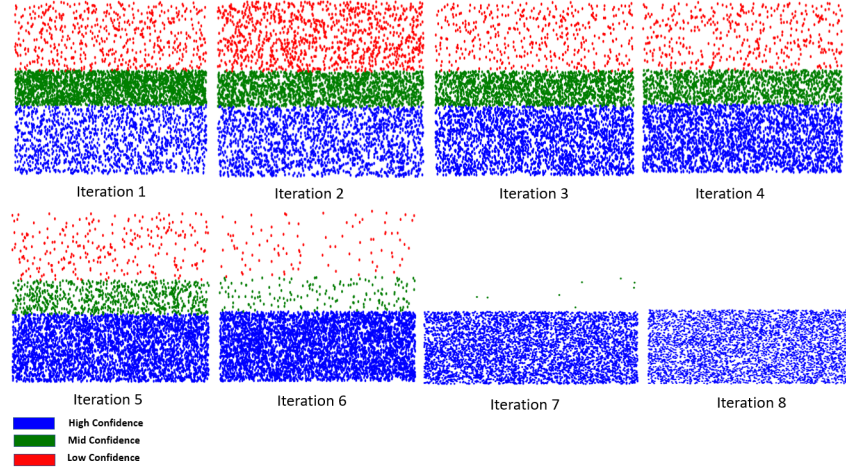 Iteration 1
Iteration 2
Iteration 3
Iteration 4
Iteration 5
Iteration 6
Iteration 7
Iteration 8
High Confidence
Mid Confidence
Low Confidence